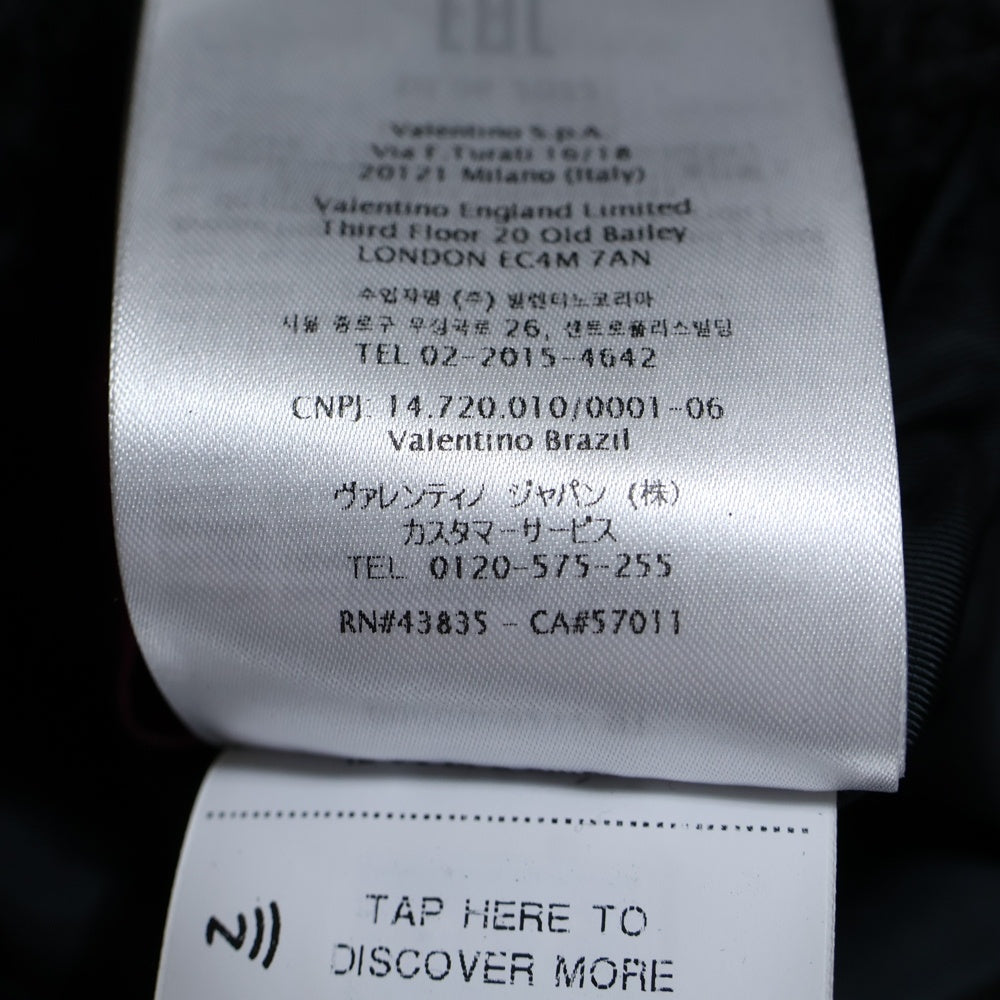 EAC
Valentino S.p.A.
Via F.Turati 16/18
20121 Milano (Italy)
Valentino England Limited
Third Floor 20 Old Bailey
LONDON EC4M 7AN
수입자명 (주) 발렌티노코리아
서울 종로구 우정국로 26, 센트로폴리스빌딩
TEL 02-2015-4642
CNPJ: 14.720.010/0001-06
Valentino Brazil
ヴァレンティノ ジャパン (株)
カスタマーサービス
TEL 0120-575-255
RN#43835 - CA#57011
TAP HERE TO
DISCOVER MORE